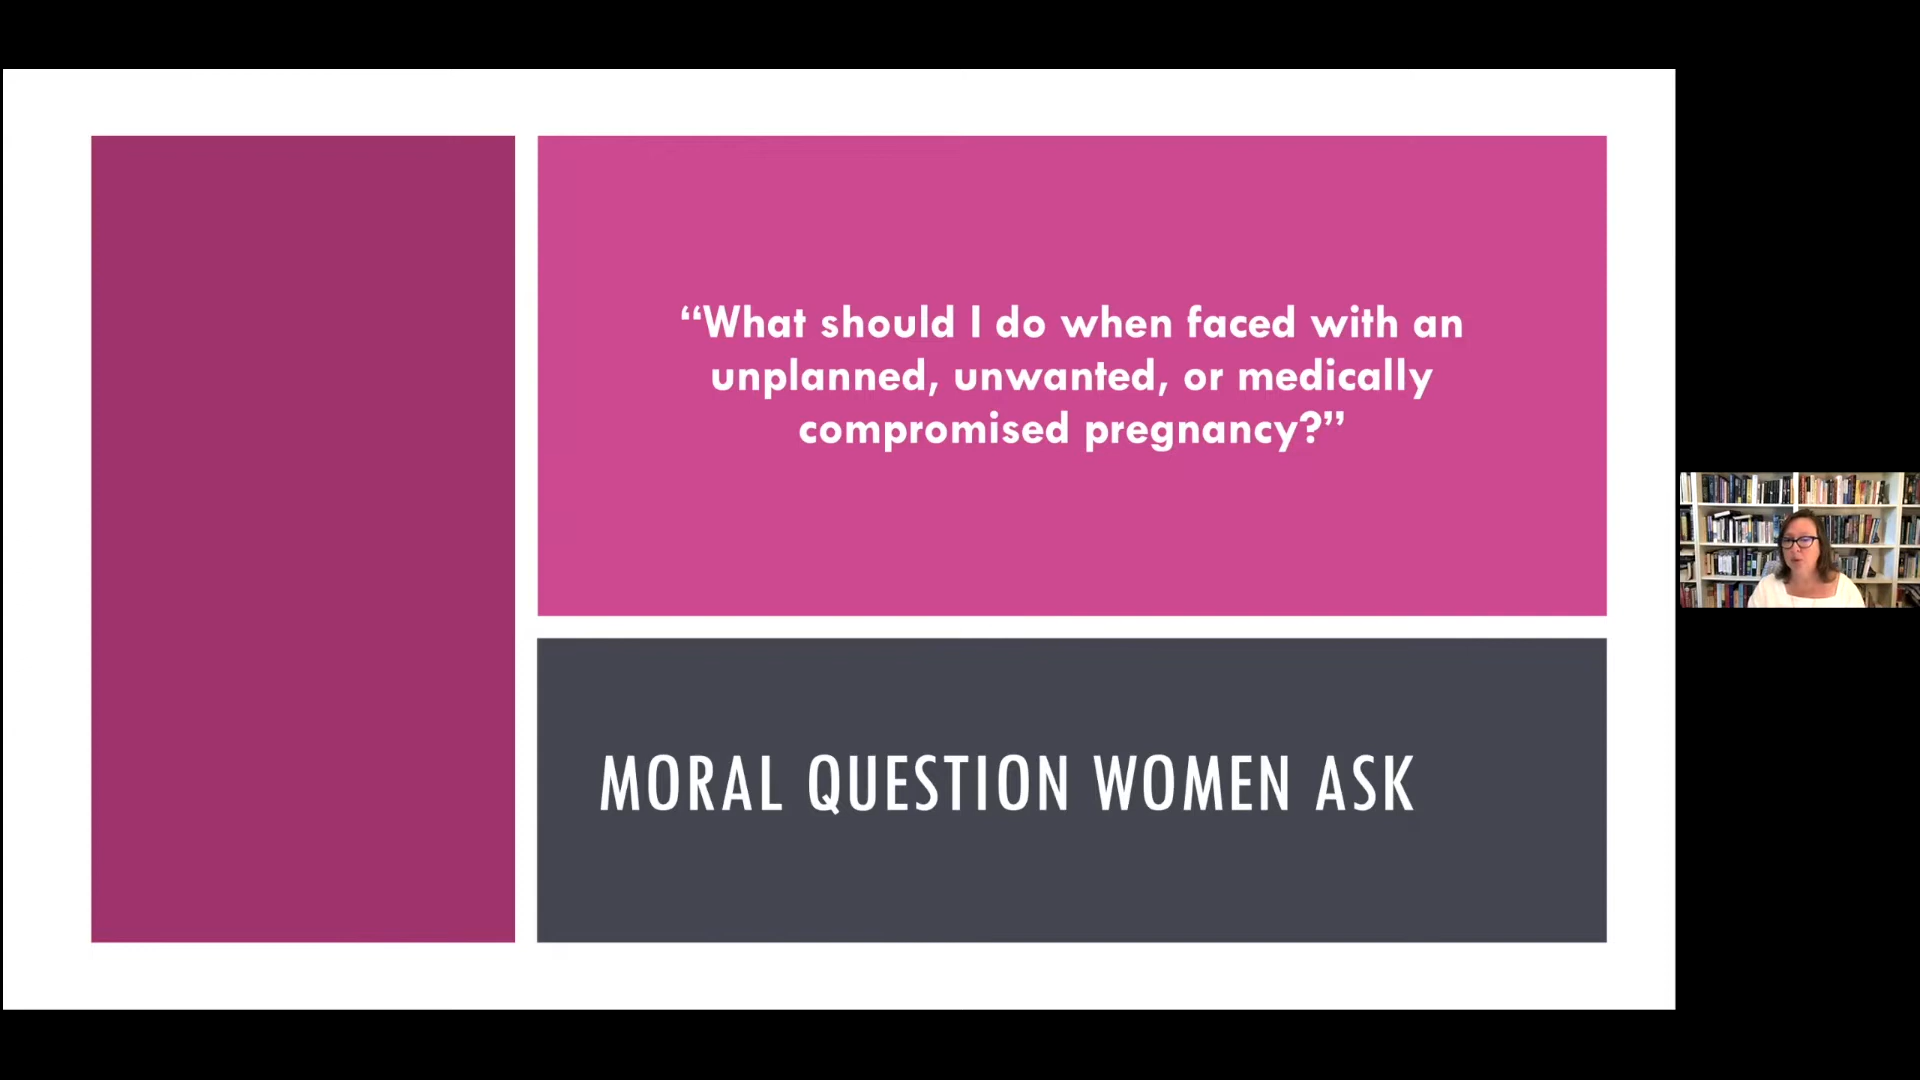 “What should I do when faced with an
unplanned, unwanted, or medically
compromised pregnancy?”
MORAL QUESTION WOMEN ASK